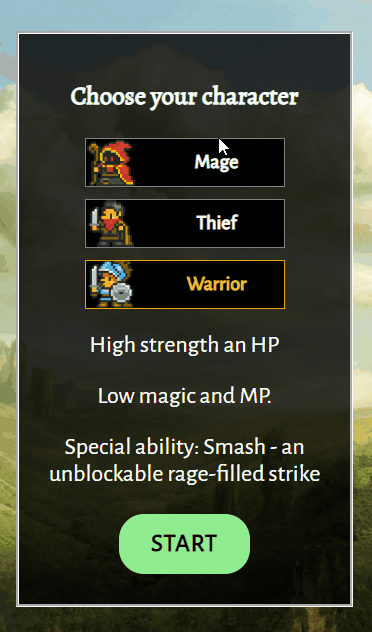 Choose your character
Mage
Thief
Warrior
High strength an HP
Low magic and MP.
Special ability: Smash - an
unblockable rage-filled strike
START